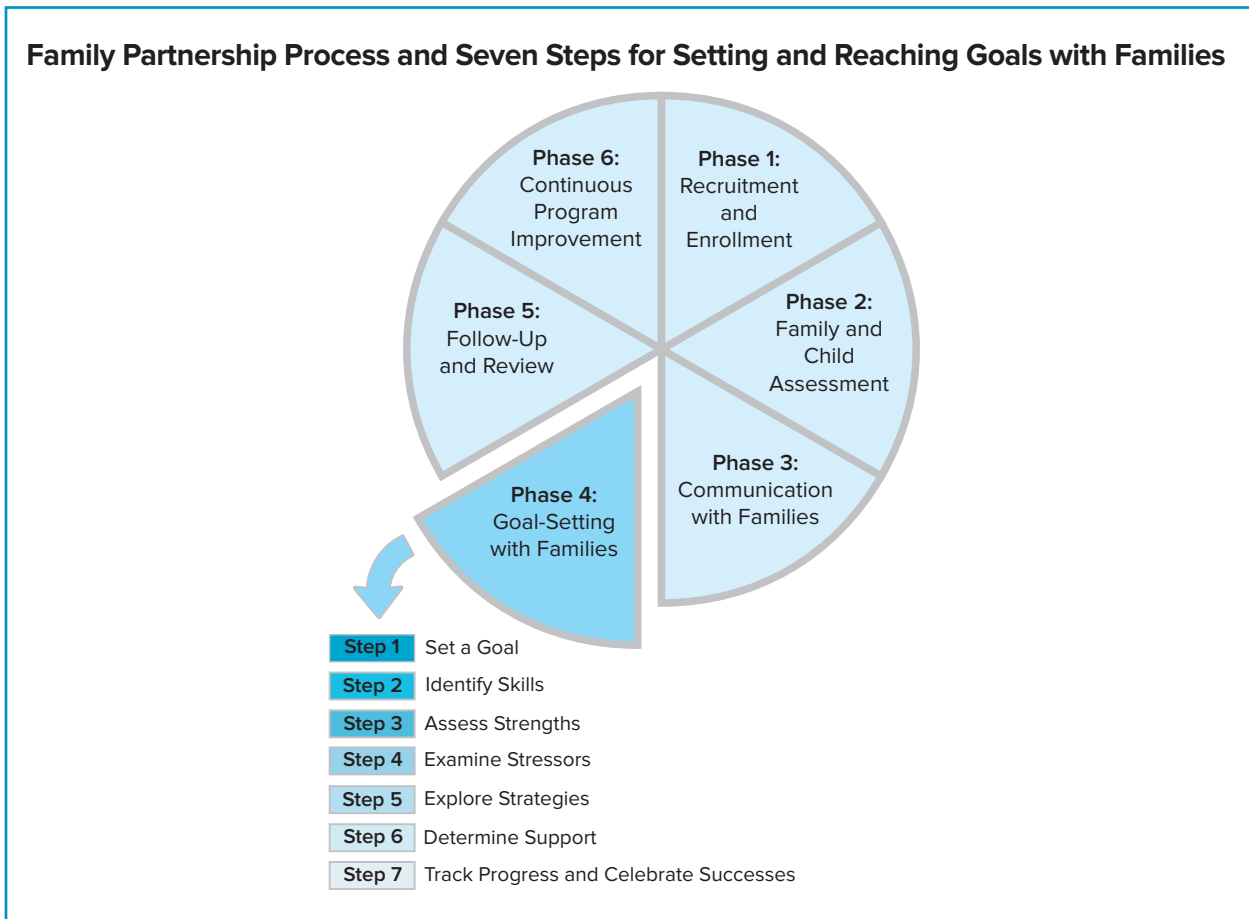 Family Partnership Process and Seven Steps for Setting and Reaching Goals with Families
Phase 1:
Recruitment
and
Enrollment
Phase 2:
Family and
Child
Assessment
Phase 3:
Communication
with Families
Phase 4:
Goal-Setting
with Families
Phase 5:
Follow-Up
and Review
Phase 6:
Continuous
Program
Improvement
Step 1 Set a Goal
Step 2 Identify Skills
Step 3 Assess Strengths
Step 4 Examine Stressors
Step 5 Explore Strategies
Step 6 Determine Support
Step 7 Track Progress and Celebrate Successes